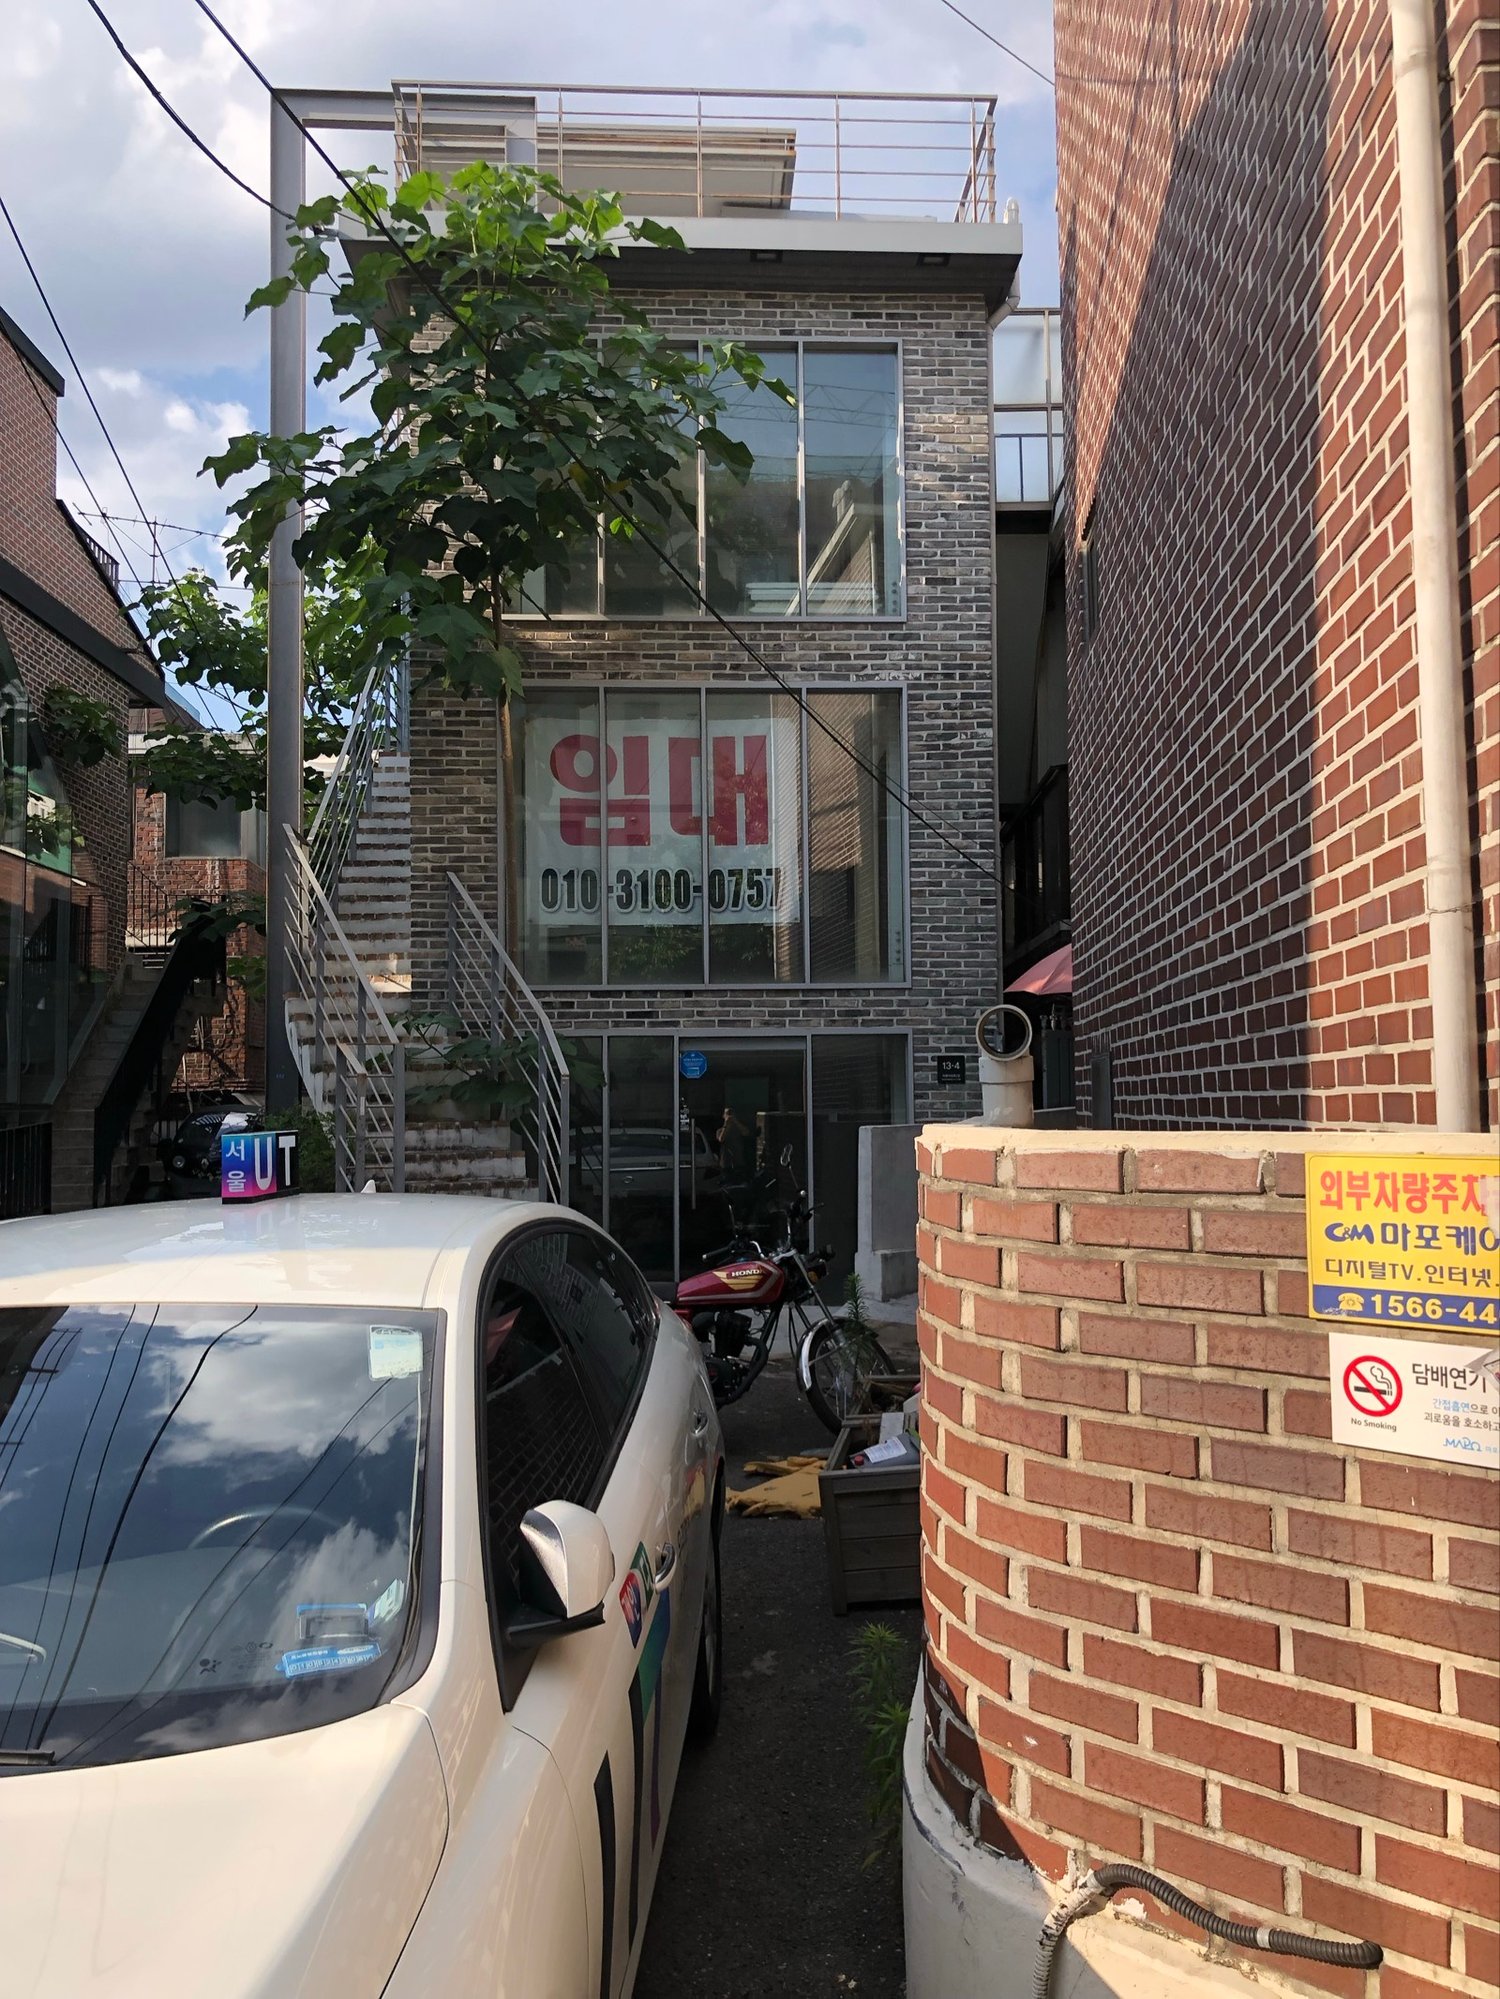 임대
010-3100-0757
13-4
서울
UT
HONDA
외부차량주차
C&M 마포케이
디지털TV.인터넷.
☎1566-44
담배연기
간접흡연으로
괴로움을 호소하고
No Smoking
MAPO